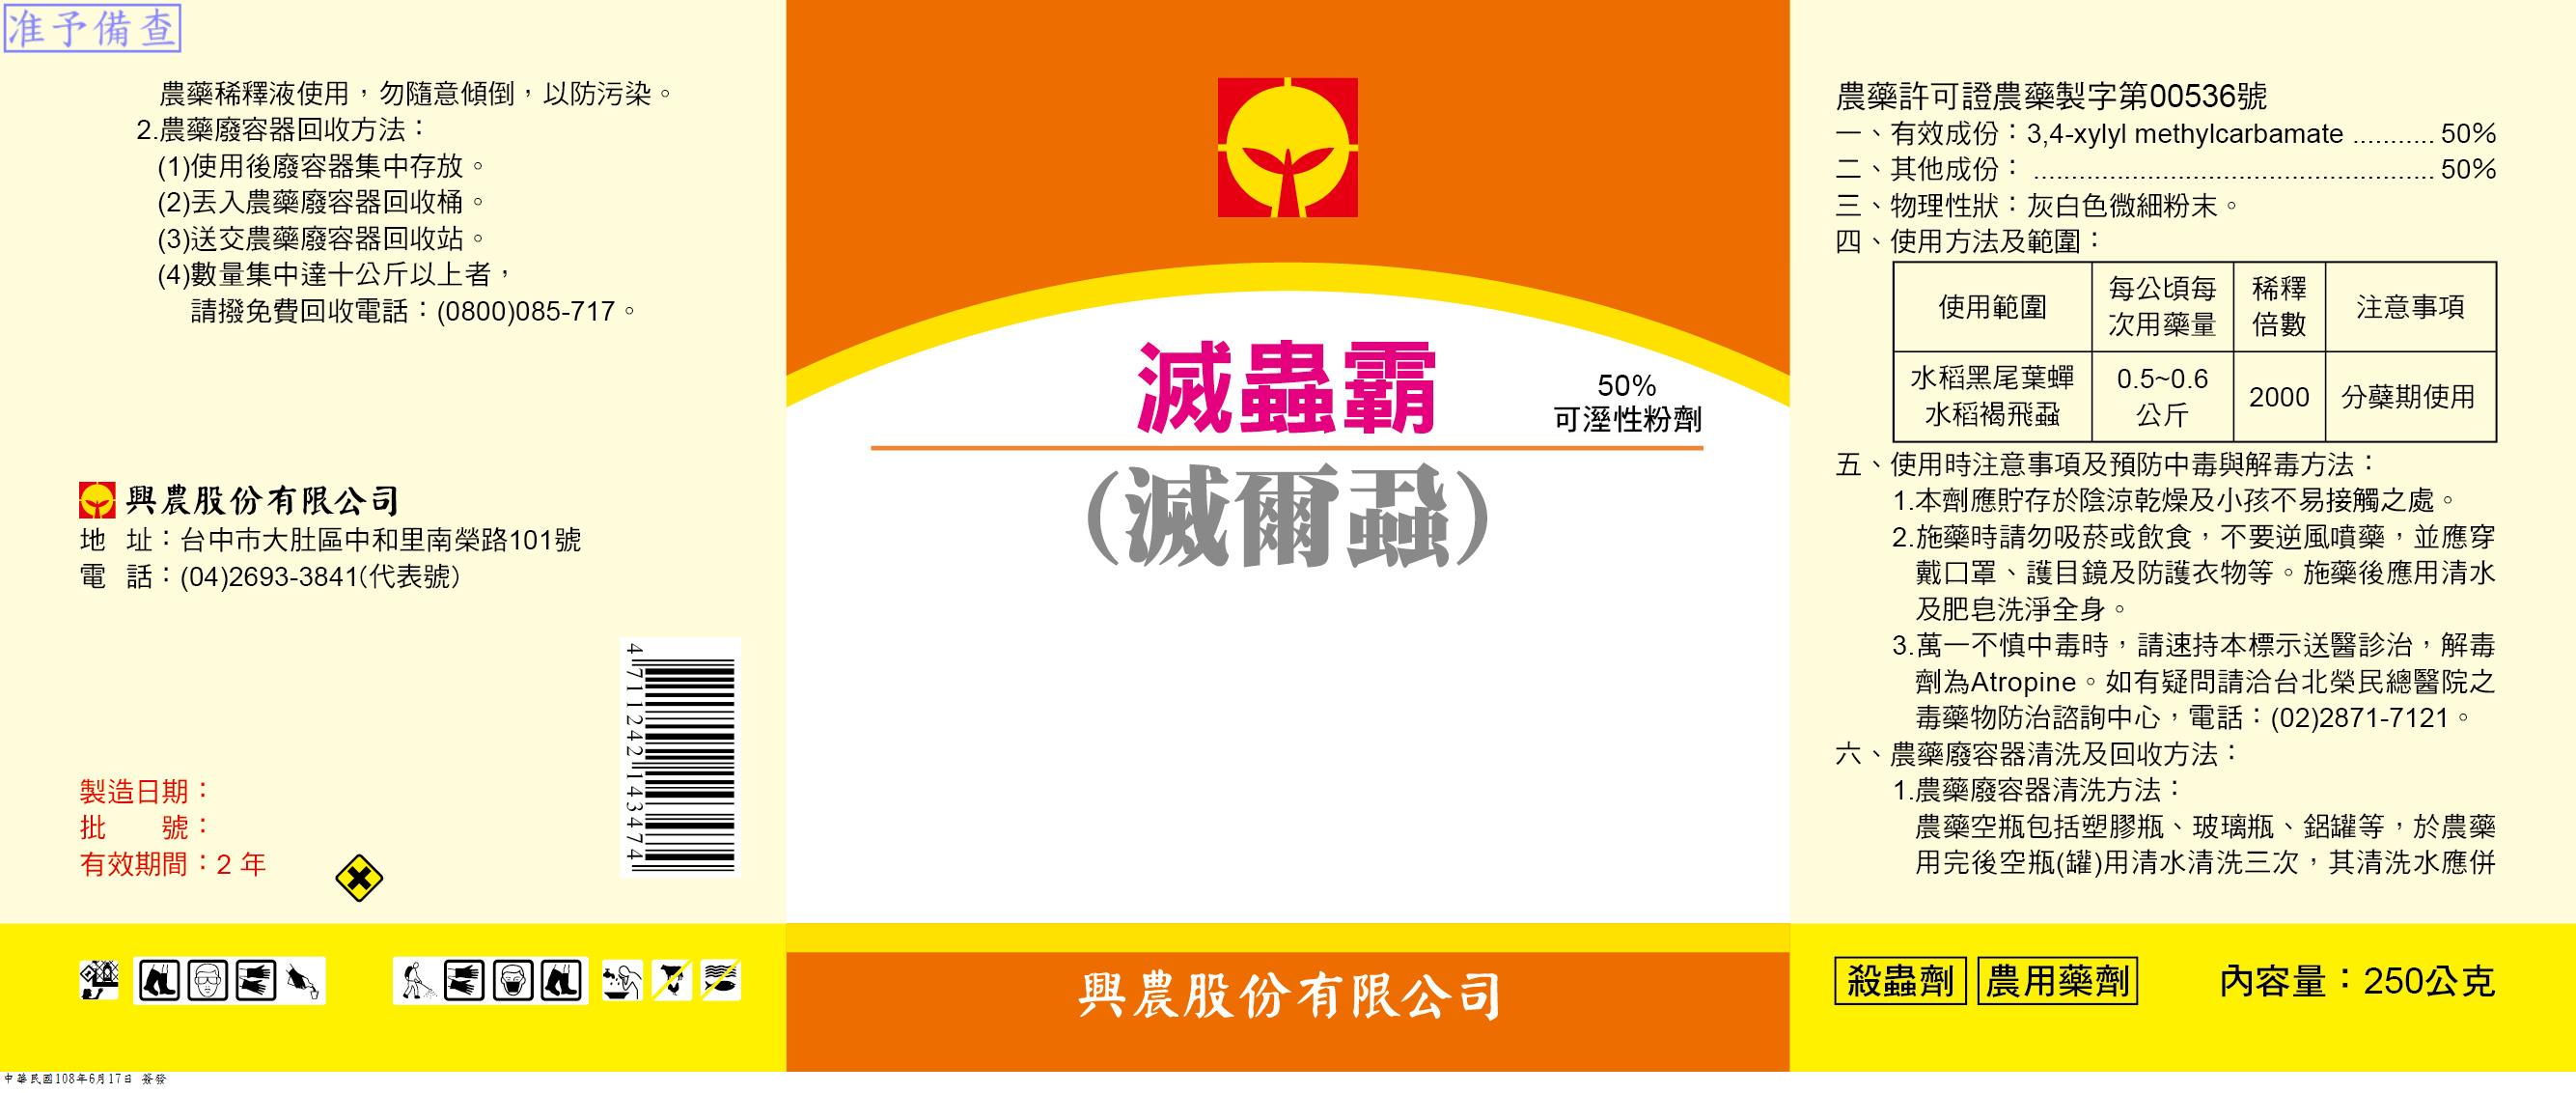 准予備查
農藥稀釋液使用，勿隨意傾倒，以防污染。
2.農藥廢容器回收方法：
(1)使用後廢容器集中存放。
(2)丟入農藥廢容器回收桶。
(3)送交農藥廢容器回收站。
(4)數量集中達十公斤以上者，
請撥免費回收電話：(0800)085-717。
興農股份有限公司
地 址：台中市大肚區中和里南榮路101號
電 話：(04)2693-3841(代表號)
4 711242 143474
製造日期：
批 號：
有效期間：2 年
中華民國108年6月17日 簽發
滅蟲霸
50%
可溼性粉劑
(滅爾蝨)
興農股份有限公司
農藥許可證農藥製字第00536號
一、有效成份：3,4-xylyl methylcarbamate ........... 50%
二、其他成份： ..................................................... 50%
三、物理性狀：灰白色微細粉末。
四、使用方法及範圍：
使用範圍 每公頃每次用藥量 稀釋倍數 注意事項
水稻黑尾葉蟬 0.5~0.6 2000 分蘗期使用
水稻褐飛蝨 公斤
五、使用時注意事項及預防中毒與解毒方法：
1.本劑應貯存於陰涼乾燥及小孩不易接觸之處。
2.施藥時請勿吸菸或飲食，不要逆風噴藥，並應穿
戴口罩、護目鏡及防護衣物等。施藥後應用清水
及肥皂洗淨全身。
3.萬一不慎中毒時，請速持本標示送醫診治，解毒
劑為Atropine。如有疑問請洽台北榮民總醫院之
毒藥物防治諮詢中心，電話：(02)2871-7121。
六、農藥廢容器清洗及回收方法：
1.農藥廢容器清洗方法：
農藥空瓶包括塑膠瓶、玻璃瓶、鋁罐等，於農藥
用完後空瓶(罐)用清水清洗三次，其清洗水應併
殺蟲劑 農用藥劑 內容量：250公克